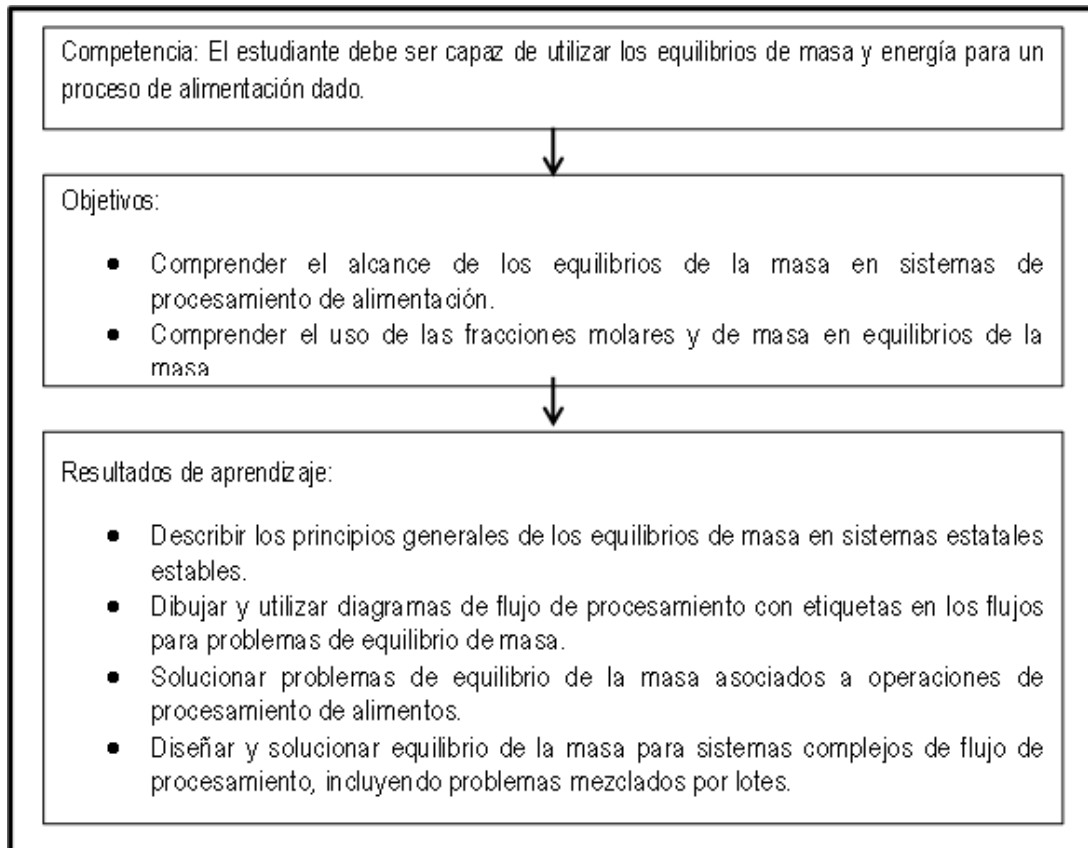 Competencia: El estudiante debe ser capaz de utilizar los equilibrios de masa y energía para un
proceso de alimentación dado.
Objetivos:
● Comprender el alcance de los equilibrios de la masa en sistemas de
procesamiento de alimentación.
● Comprender el uso de las fracciones molares y de masa en equilibrios de la
masa
Resultados de aprendizaje:
● Describir los principios generales de los equilibrios de masa en sistemas estatales
estables.
● Dibujar y utilizar diagramas de flujo de procesamiento con etiquetas en los flujos
para problemas de equilibrio de masa.
● Solucionar problemas de equilibrio de la masa asociados a operaciones de
procesamiento de alimentos.
● Diseñar y solucionar equilibrio de la masa para sistemas complejos de flujo de
procesamiento, incluyendo problemas mezclados por lotes.